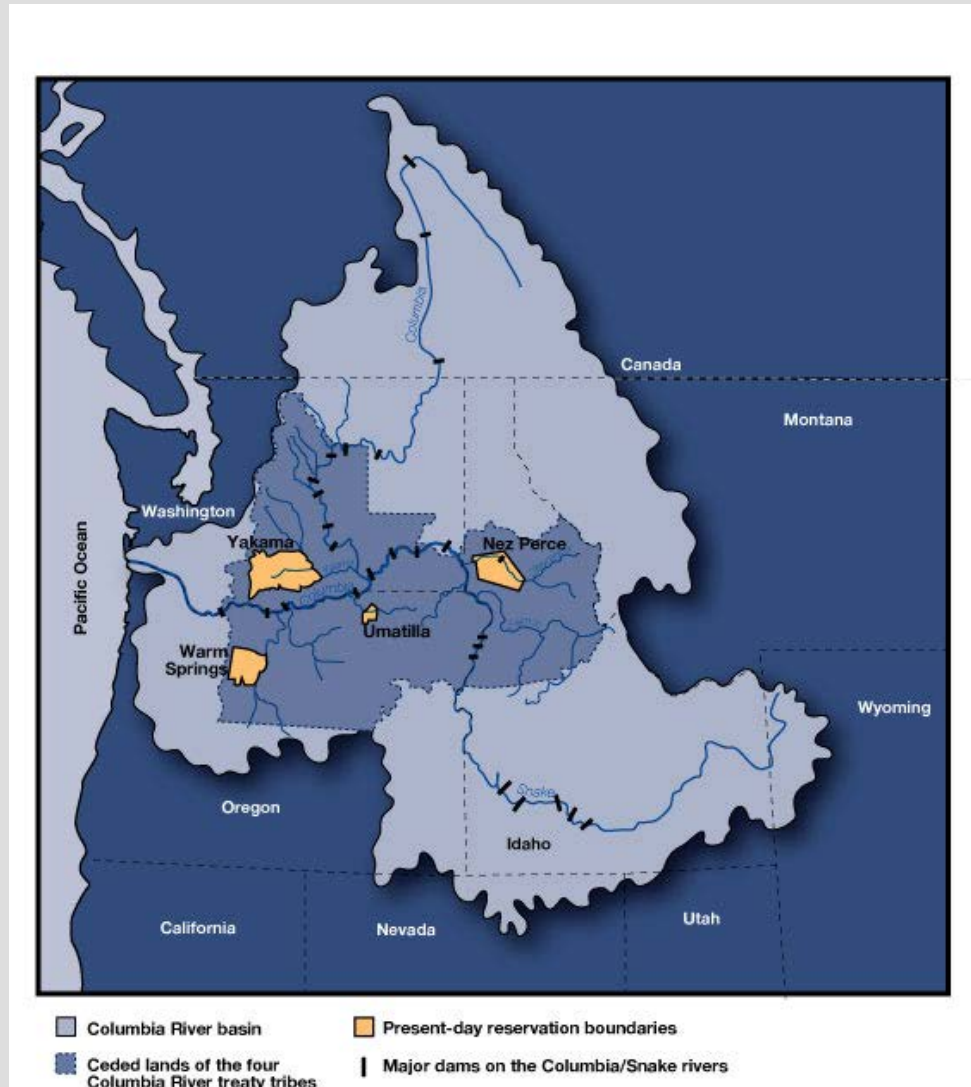 Columbia
Canada
Montana
Washington
Yakama
Nez Perce
Columbia
Pacific Ocean
Umatilla
Warm
Springs
Wyoming
Snake
Oregon
Idaho
California
Nevada
Utah
Columbia River basin
Present-day reservation boundaries
Ceded lands of the four
Columbia River treaty tribes
Major dams on the Columbia/Snake rivers